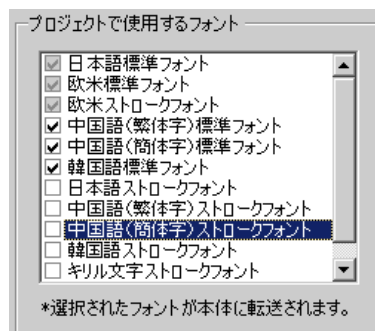 プロジェクトで使用するフォント
日本語標準フォント
欧米標準フォント
欧米ストロークフォント
中国語(繁体字)標準フォント
中国語(簡体字)標準フォント
韓国語標準フォント
日本語ストロークフォント
中国語(繁体字)ストロークフォント
中国語(簡体字)ストロークフォント
韓国語ストロークフォント
キリル文字ストロークフォント
*選択されたフォントが本体に転送されます。